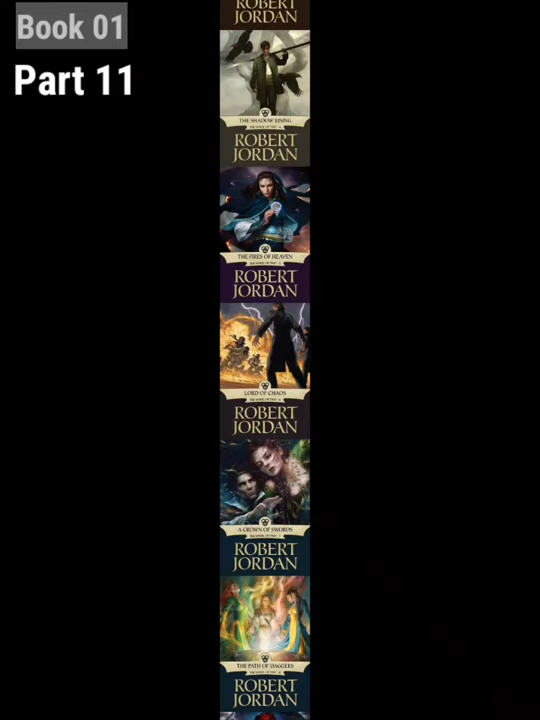 Book 01
Part 11
ROBERT
JORDAN
THE SHADOW RISING
ROBERT
JORDAN
THE FIRES OF HEAVEN
ROBERT
JORDAN
LORD OF CHAOS
ROBERT
JORDAN
A CROWN OF SWORDS
ROBERT
JORDAN
THE PATH OF DAGGERS
ROBERT
JORDAN